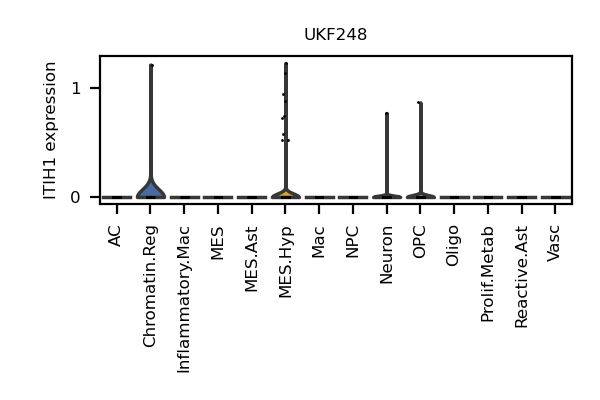 UKF248
ITIH1 expression
1
0
AC
Chromatin.Reg
Inflammatory.Mac
MES
MES.Ast
MES.Hyp
Mac
NPC
Neuron
OPC
Oligo
Prolif.Metab
Reactive.Ast
Vasc